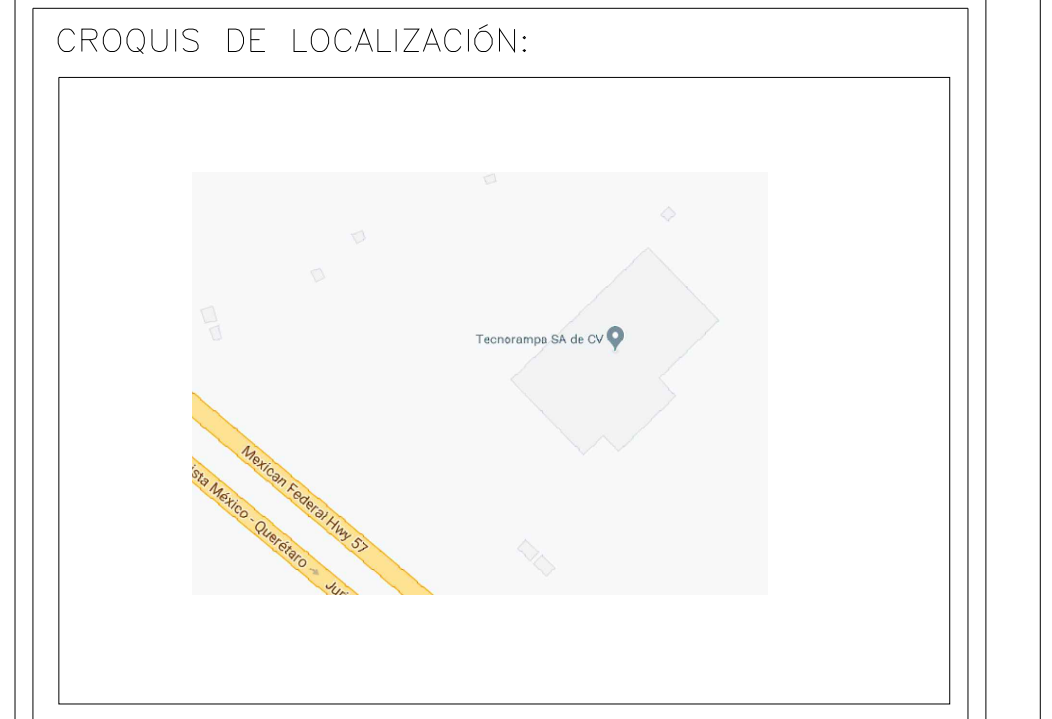 CROQUIS DE LOCALIZACIÓN:
Tecnorampa SA de CV
Mexican Federal Hwy 57
ista México - Querétaro